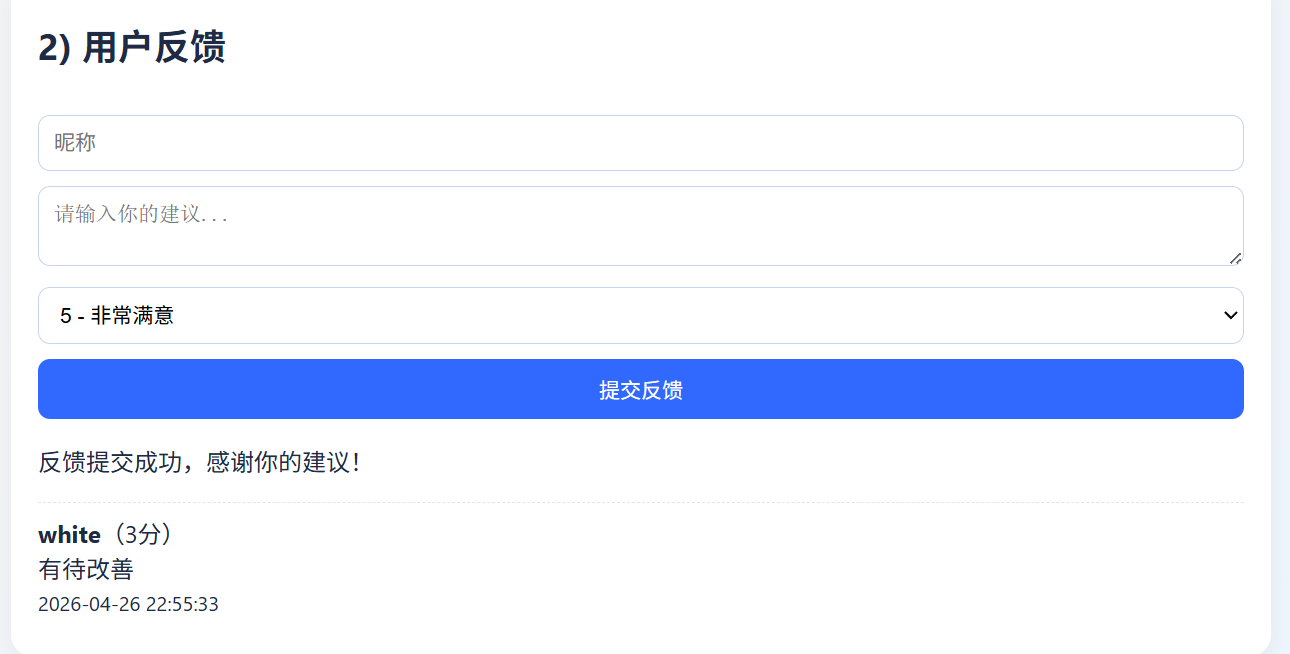 2) 用户反馈
昵称
请输入你的建议...
5 - 非常满意
提交反馈
反馈提交成功，感谢你的建议！
white（3分）
有待改善
2026-04-26 22:55:33